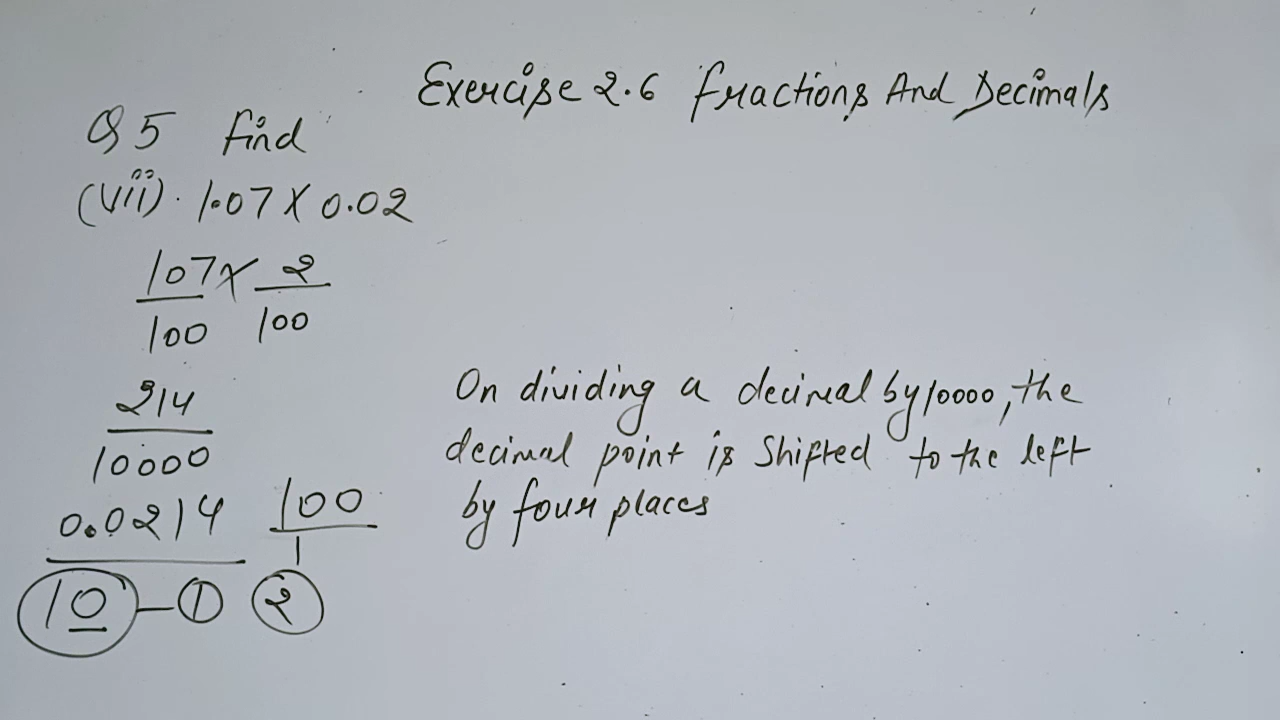 Exercise 2.6 Fractions And Decimals
Q5 Find
(vii). 1.07 X 0.02
107 X 2
100 100
214
10000
0.0214 100
1
10 — 1 2
On dividing a decimal by 10000, the
decimal point is Shifted to the left
by four places